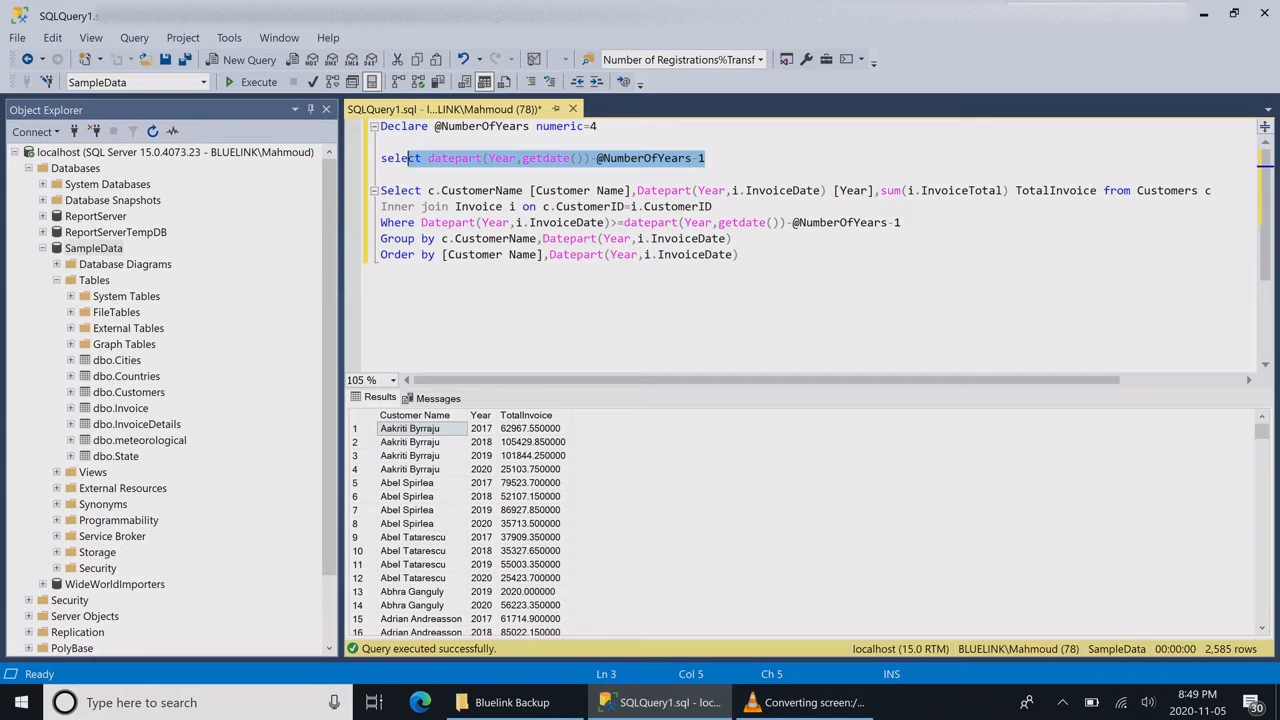 SQLQuery1.s
File Edit View Query Project Tools Window Help
New Query
MDX
DMX
XMLA
DAX
Number of Registrations%Transf
SampleData
Execute
Object Explorer
SQLQuery1.sql - l...LINK\Mahmoud (78))*
Connect
localhost (SQL Server 15.0.4073.23 - BLUELINK\Mahmoud)
Databases
System Databases
Database Snapshots
ReportServer
ReportServerTempDB
SampleData
Database Diagrams
Tables
System Tables
FileTables
External Tables
Graph Tables
dbo.Cities
dbo.Countries
dbo.Customers
dbo.Invoice
dbo.InvoiceDetails
dbo.meteorological
dbo.State
Views
External Resources
Synonyms
Programmability
Service Broker
Storage
Security
WideWorldImporters
Security
Server Objects
Replication
PolyBase
Declare @NumberOfYears numeric=4
select datepart(Year,getdate())-@NumberOfYears-1
Select c.CustomerName [Customer Name],Datepart(Year,i.InvoiceDate) [Year],sum(i.InvoiceTotal) TotalInvoice from Customers c
Inner join Invoice i on c.CustomerID=i.CustomerID
Where Datepart(Year,i.InvoiceDate)>=datepart(Year,getdate())-@NumberOfYears-1
Group by c.CustomerName,Datepart(Year,i.InvoiceDate)
Order by [Customer Name],Datepart(Year,i.InvoiceDate)
105 %
Results Messages
Customer Name Year TotalInvoice
1 Aakriti Byrraju 2017 62967.550000
2 Aakriti Byrraju 2018 105429.850000
3 Aakriti Byrraju 2019 101844.250000
4 Aakriti Byrraju 2020 25103.750000
5 Abel Spirlea 2017 79523.700000
6 Abel Spirlea 2018 52107.150000
7 Abel Spirlea 2019 86927.850000
8 Abel Spirlea 2020 35713.500000
9 Abel Tatarescu 2017 37909.350000
10 Abel Tatarescu 2018 35327.650000
11 Abel Tatarescu 2019 55003.350000
12 Abel Tatarescu 2020 25423.700000
13 Abhra Ganguly 2019 2020.000000
14 Abhra Ganguly 2020 56223.350000
15 Adrian Andreasson 2017 61714.900000
16 Adrian Andreasson 2018 85022.150000
Query executed successfully.
localhost (15.0 RTM) BLUELINK\Mahmoud (78) SampleData 00:00:00 2,585 rows
Ready
Ln 3 Col 5 Ch 5 INS
Type here to search
Bluelink Backup
SQLQuery1.sql - loc...
Converting screen:/...
8:49 PM
2020-11-05
30